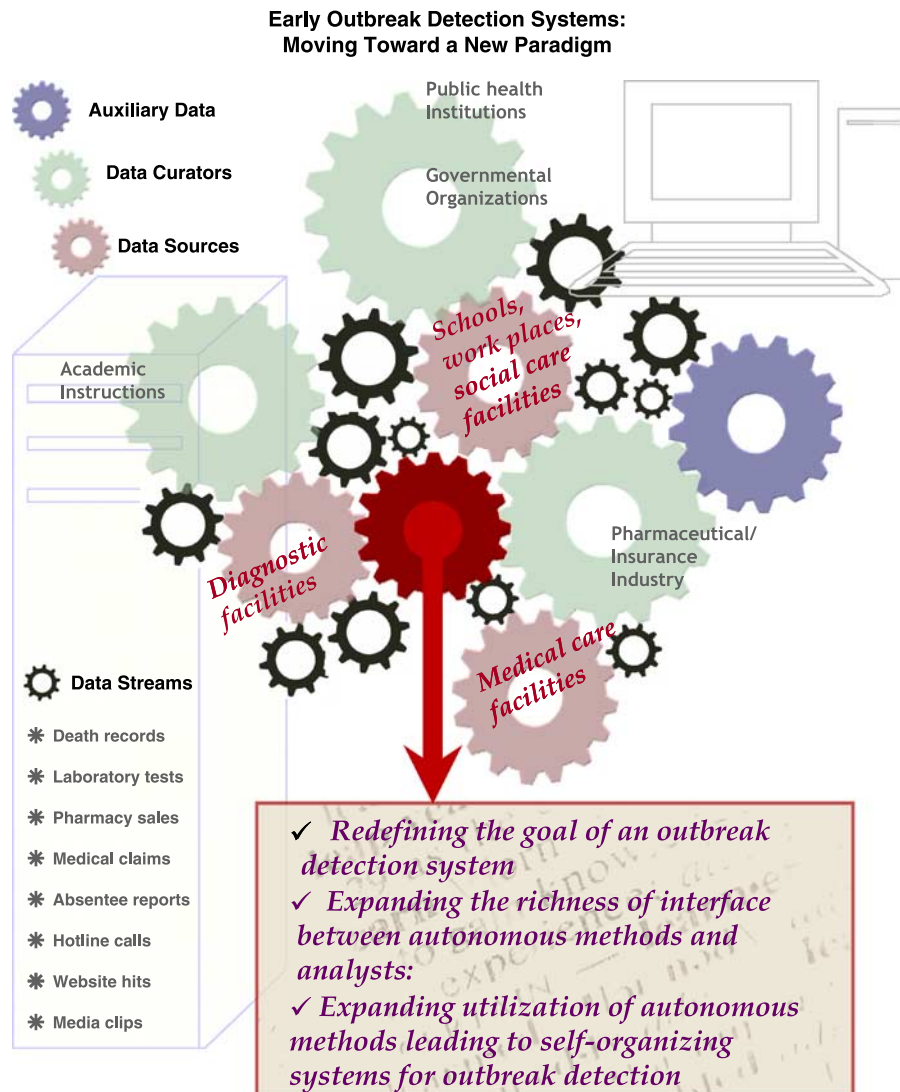 Early Outbreak Detection Systems:
Moving Toward a New Paradigm
Auxiliary Data
Data Curators
Data Sources
Public health
Institutions
Governmental
Organizations
Schools,
work places,
social care
facilities
Academic
Instructions
Pharmaceutical/
Insurance
Industry
Diagnostic
facilities
Medical care
facilities
Data Streams
Death records
Laboratory tests
Pharmacy sales
Medical claims
Absentee reports
Hotline calls
Website hits
Media clips
✓ Redefining the goal of an outbreak
detection system
✓ Expanding the richness of interface
between autonomous methods and
analysts:
✓ Expanding utilization of autonomous
methods leading to self-organizing
systems for outbreak detection